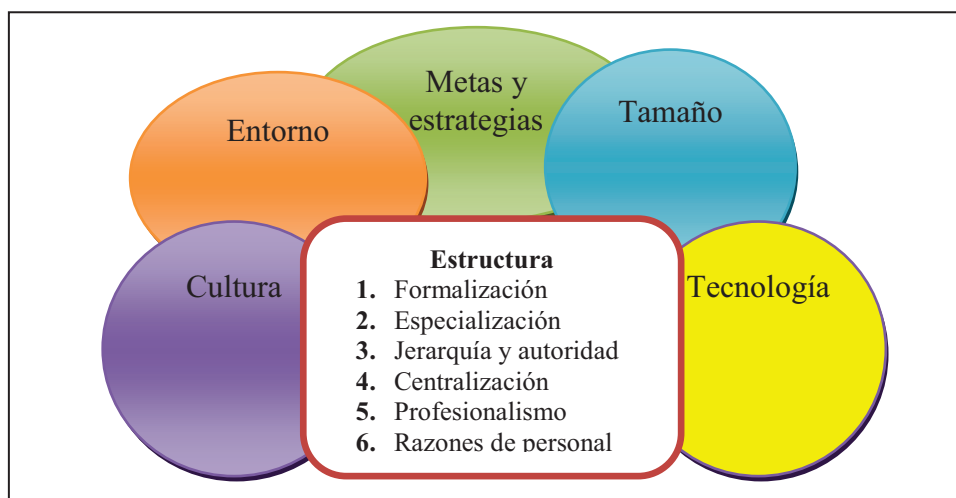 Metas y
estrategias
Entorno
Tamaño
Cultura
Estructura
1. Formalización
2. Especialización
3. Jerarquía y autoridad
4. Centralización
5. Profesionalismo
6. Razones de personal
Tecnología